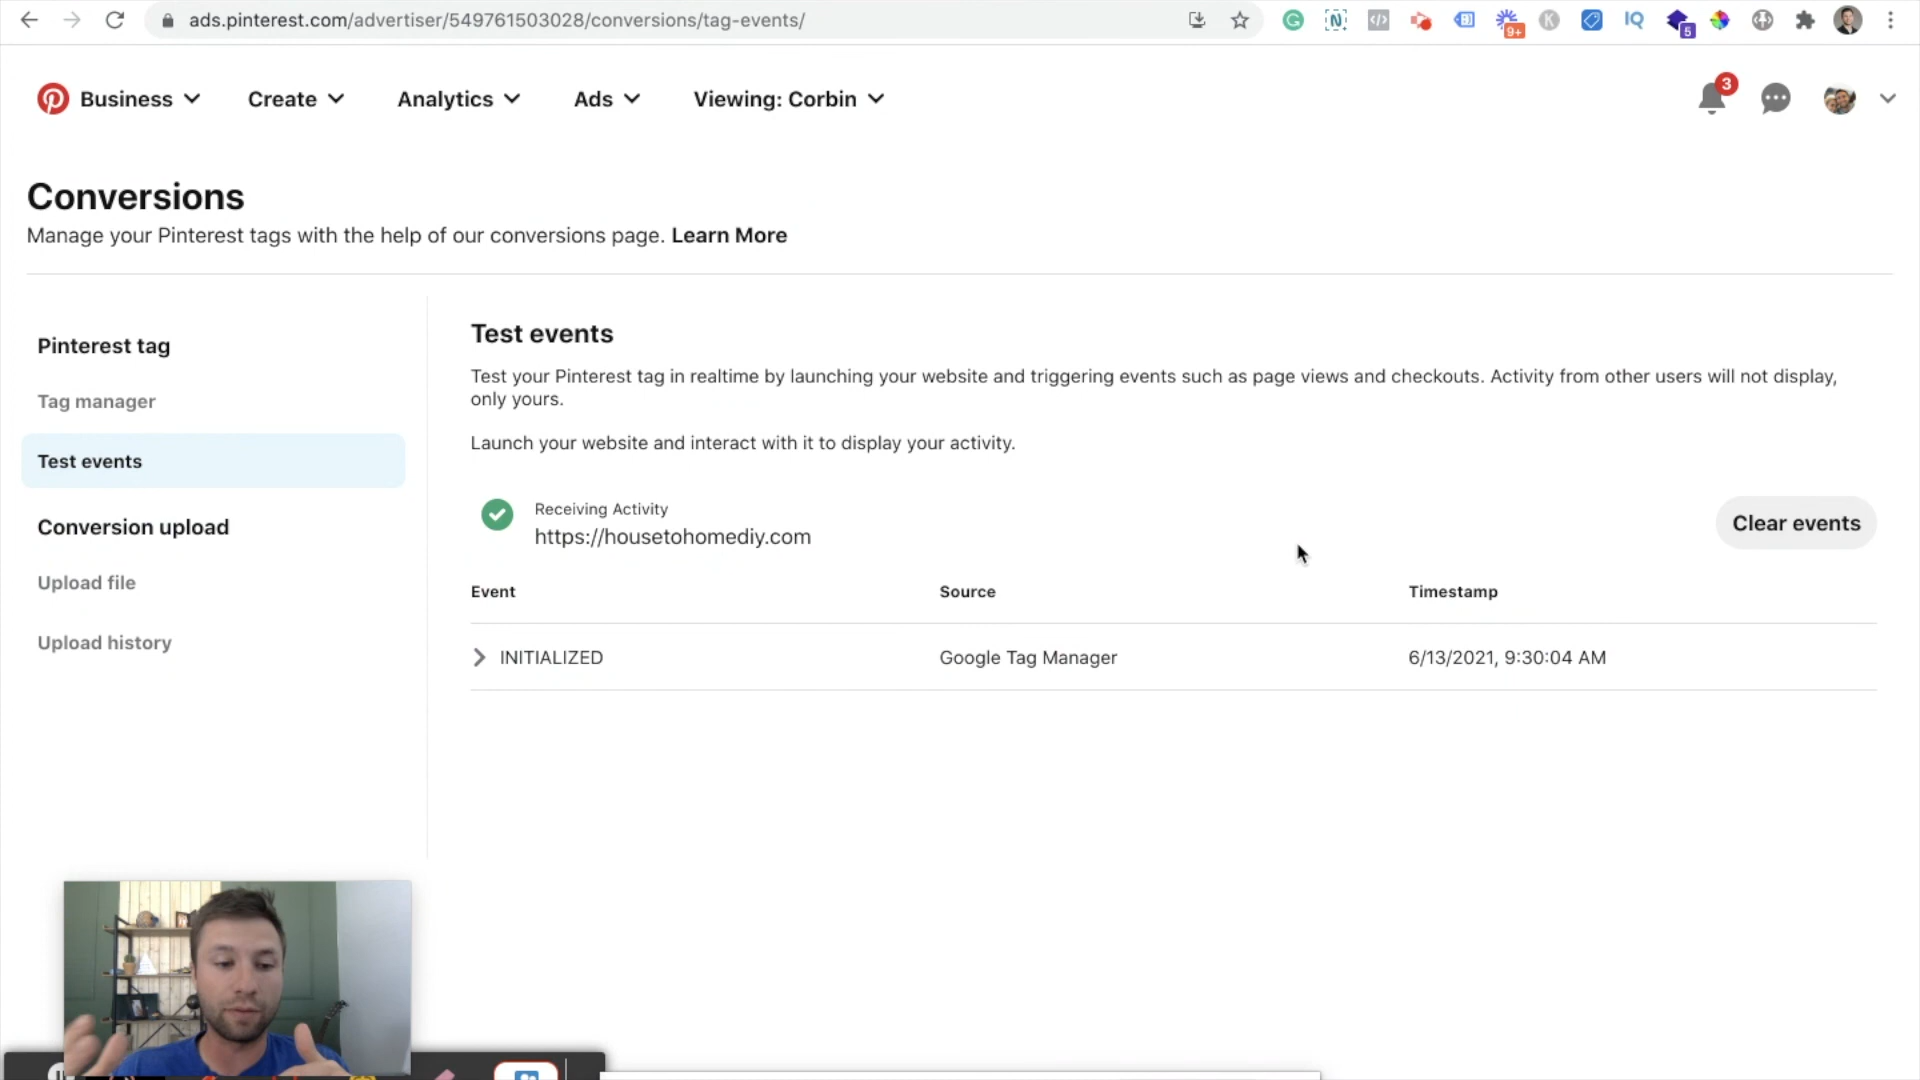 ads.pinterest.com/advertiser/549761503028/conversions/tag-events/
9+
5
Business
Create
Analytics
Ads
Viewing: Corbin
3
Conversions
Manage your Pinterest tags with the help of our conversions page. Learn More
Pinterest tag
Tag manager
Test events
Conversion upload
Upload file
Upload history
Test events
Test your Pinterest tag in realtime by launching your website and triggering events such as page views and checkouts. Activity from other users will not display,
only yours.
Launch your website and interact with it to display your activity.
Receiving Activity
https://housetohomediy.com
Clear events
Event Source Timestamp
INITIALIZED Google Tag Manager 6/13/2021, 9:30:04 AM